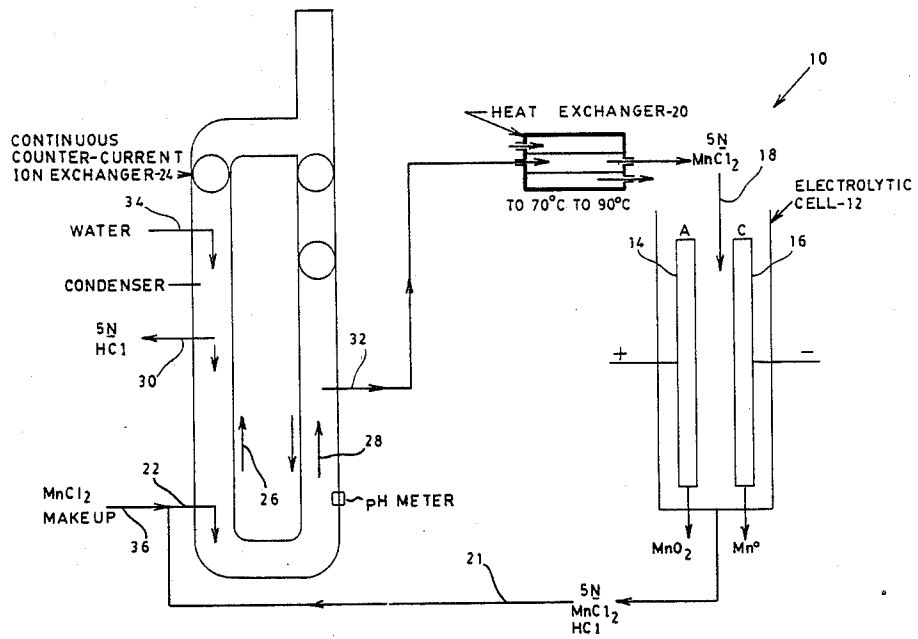 10
HEAT EXCHANGER-20
CONTINUOUS
COUNTER-CURRENT
ION EXCHANGER-24
5N
MnCl2
18
TO 70°C TO 90°C
ELECTROLYTIC
CELL-12
34
WATER
A
C
14
16
CONDENSER
5N
HCl
30
32
+
−
26
28
22
MnCl2
MAKEUP
36
pH METER
MnO2
Mn°
21
5N
MnCl2
HCl